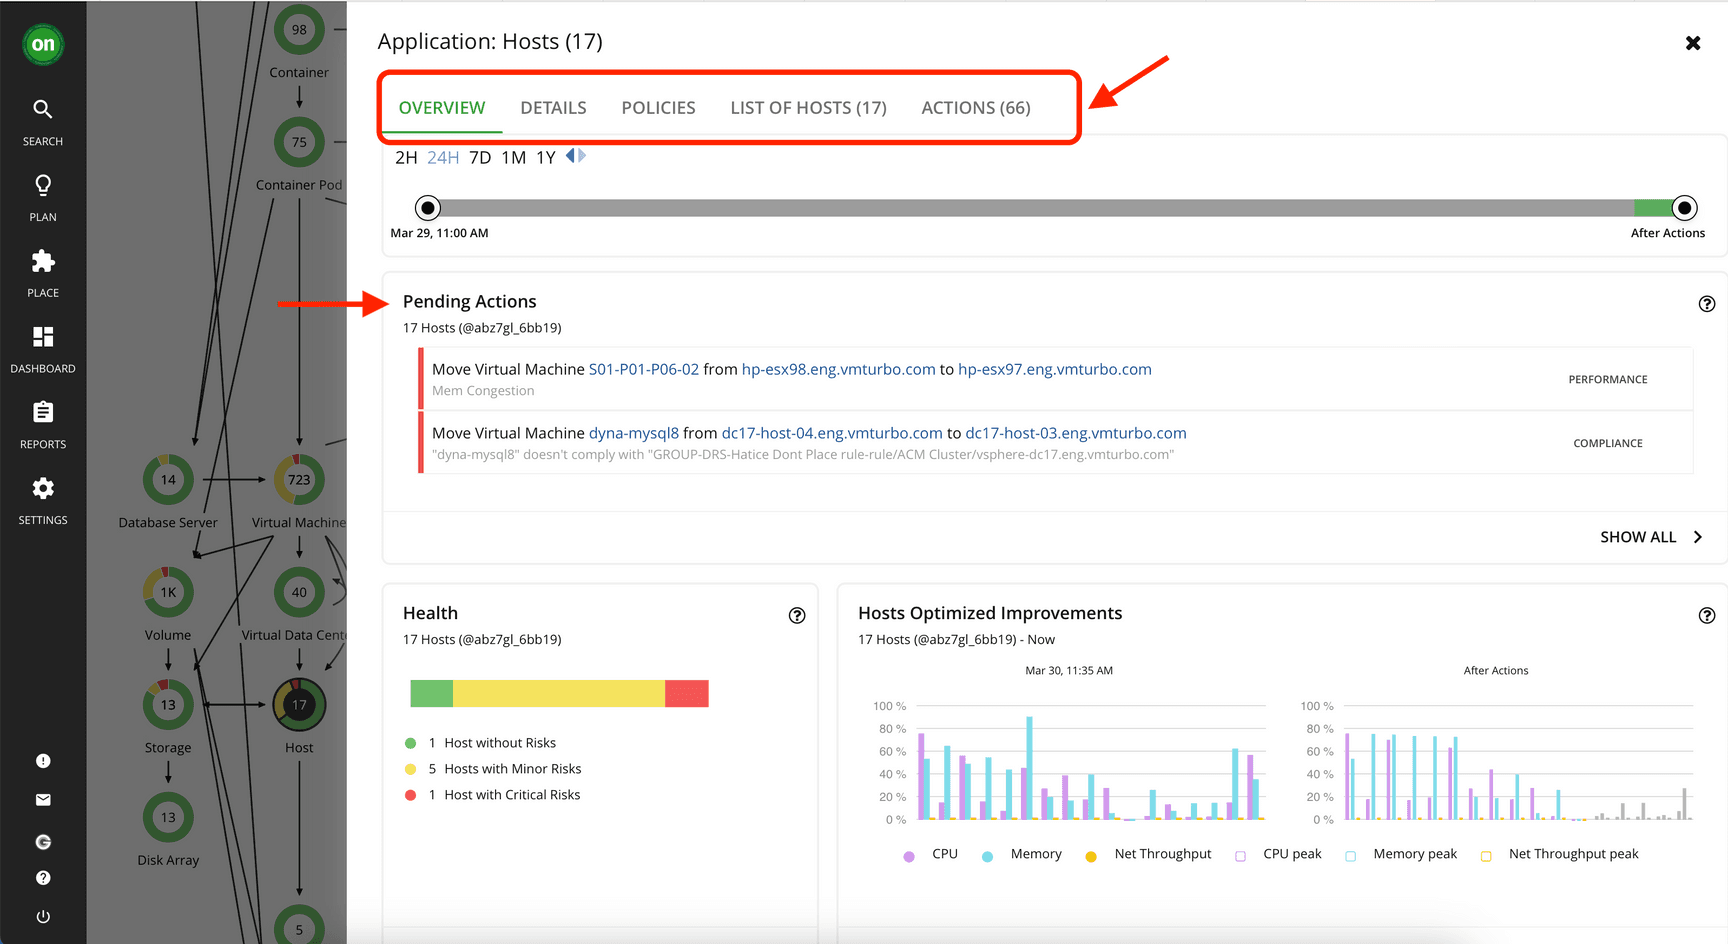 on
SEARCH
PLAN
PLACE
DASHBOARD
REPORTS
SETTINGS
98
Container
75
Container Pod
14
Database Server
723
Virtual Machine
1K
Volume
40
Virtual Data Cente
13
Storage
17
Host
13
Disk Array
5
Application: Hosts (17)
OVERVIEW DETAILS POLICIES LIST OF HOSTS (17) ACTIONS (66)
2H 24H 7D 1M 1Y
Mar 29, 11:00 AM After Actions
Pending Actions
17 Hosts (@abz7gl_6bb19)
Move Virtual Machine S01-P01-P06-02 from hp-esx98.eng.vmturbo.com to hp-esx97.eng.vmturbo.com
Mem Congestion
PERFORMANCE
Move Virtual Machine dyna-mysql8 from dc17-host-04.eng.vmturbo.com to dc17-host-03.eng.vmturbo.com
"dyna-mysql8" doesn't comply with "GROUP-DRS-Hatice Dont Place rule-rule/ACM Cluster/vsphere-dc17.eng.vmturbo.com"
COMPLIANCE
SHOW ALL
Health
17 Hosts (@abz7gl_6bb19)
1 Host without Risks
5 Hosts with Minor Risks
1 Host with Critical Risks
Hosts Optimized Improvements
17 Hosts (@abz7gl_6bb19) - Now
Mar 30, 11:35 AM
100 %
80 %
60 %
40 %
20 %
0 %
After Actions
100 %
80 %
60 %
40 %
20 %
0 %
CPU Memory Net Throughput CPU peak Memory peak Net Throughput peak